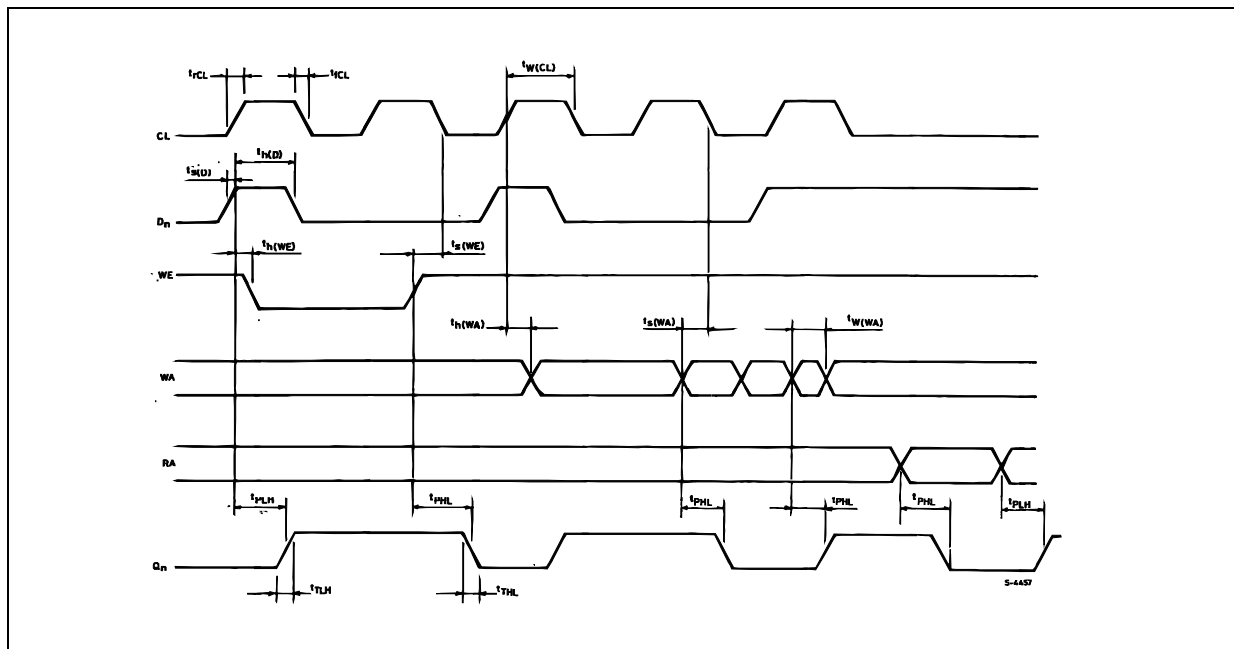 trCL tfCL tW(CL)
CL
th(D)
ts(D)
Dn
th(WE) ts(WE)
WE
th(WA) ts(WA) tW(WA)
WA
RA
tPLH tPHL tPHL tPHL tPHL tPLH
Qn
S-4457
tTLH tTHL